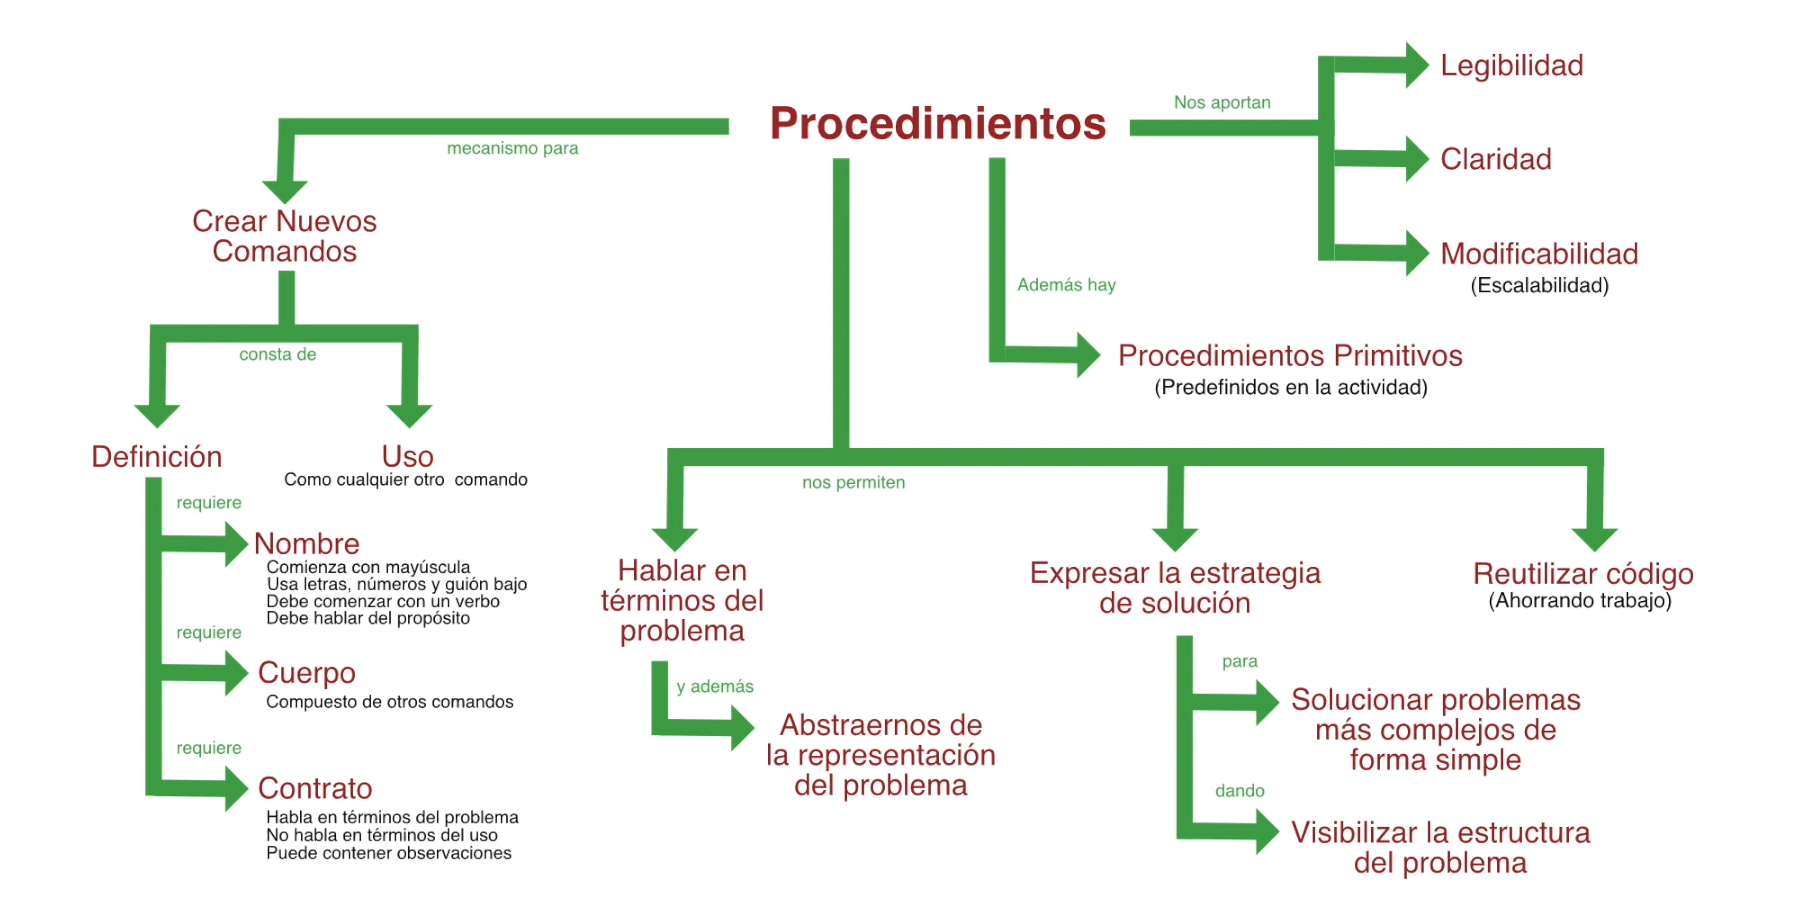 Procedimientos
mecanismo para
Crear Nuevos
Comandos
consta de
Definición
requiere
Nombre
Comienza con mayúscula
Usa letras, números y guión bajo
Debe comenzar con un verbo
Debe hablar del propósito
requiere
Cuerpo
Compuesto de otros comandos
requiere
Contrato
Habla en términos del problema
No habla en términos del uso
Puede contener observaciones
Uso
Como cualquier otro comando
nos permiten
Hablar en
términos del
problema
y además
Abstraernos de
la representación
del problema
Expresar la estrategia
de solución
para
Solucionar problemas
más complejos de
forma simple
dando
Visibilizar la estructura
del problema
Reutilizar código
(Ahorrando trabajo)
Además hay
Procedimientos Primitivos
(Predefinidos en la actividad)
Nos aportan
Legibilidad
Claridad
Modificabilidad
(Escalabilidad)